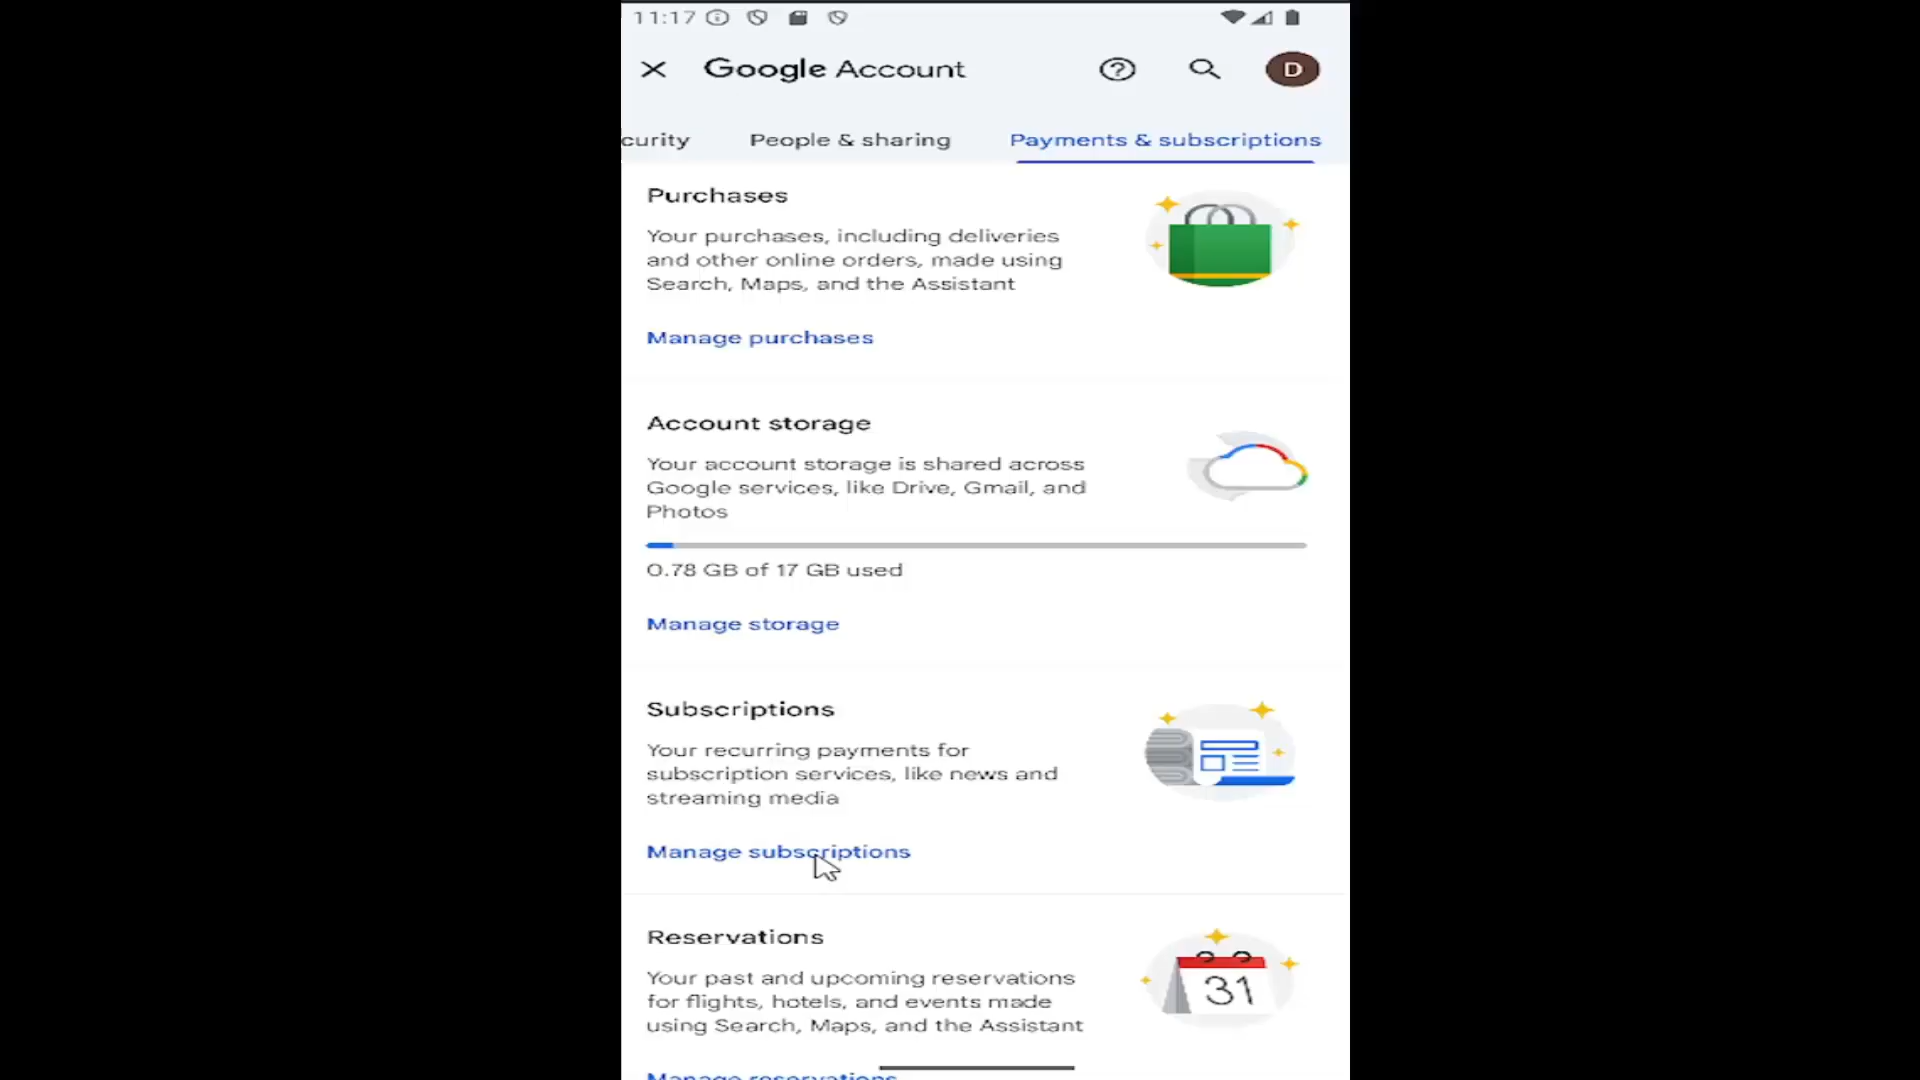 11:17
Google Account
D
curity People & sharing Payments & subscriptions
Purchases
Your purchases, including deliveries
and other online orders, made using
Search, Maps, and the Assistant
Manage purchases
Account storage
Your account storage is shared across
Google services, like Drive, Gmail, and
Photos
0.78 GB of 17 GB used
Manage storage
Subscriptions
Your recurring payments for
subscription services, like news and
streaming media
Manage subscriptions
Reservations
Your past and upcoming reservations
for flights, hotels, and events made
using Search, Maps, and the Assistant
31
Manage reservations